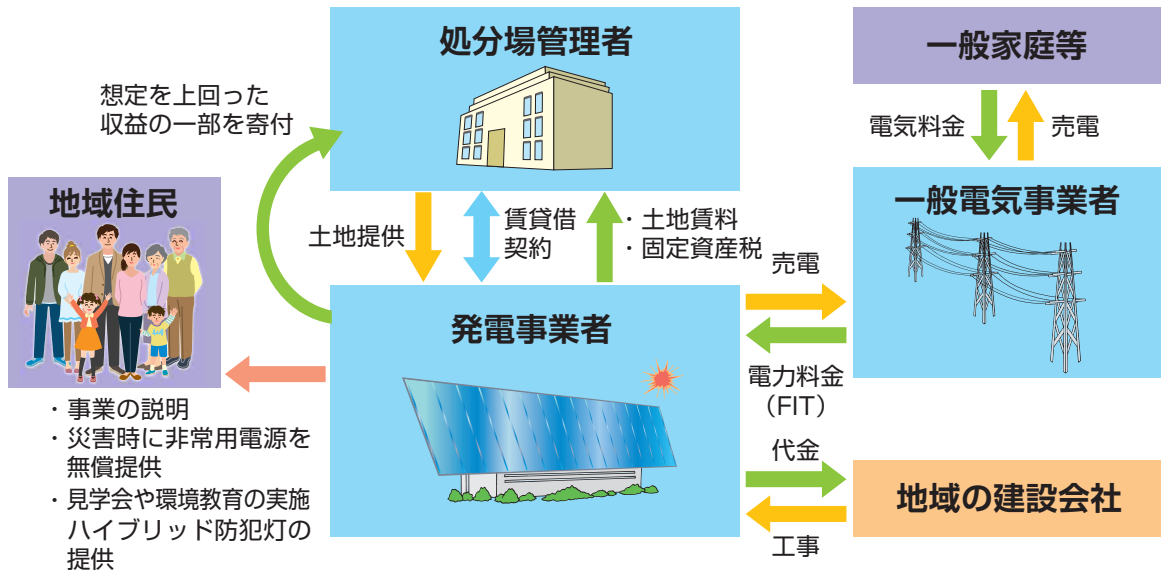 処分場管理者
一般家庭等
想定を上回った
収益の一部を寄付
電気料金
売電
地域住民
一般電気事業者
土地提供
賃貸借
契約
・土地賃料
・固定資産税
売電
発電事業者
電力料金
（FIT）
・事業の説明
・災害時に非常用電源を
無償提供
・見学会や環境教育の実施
ハイブリッド防犯灯の
提供
代金
地域の建設会社
工事